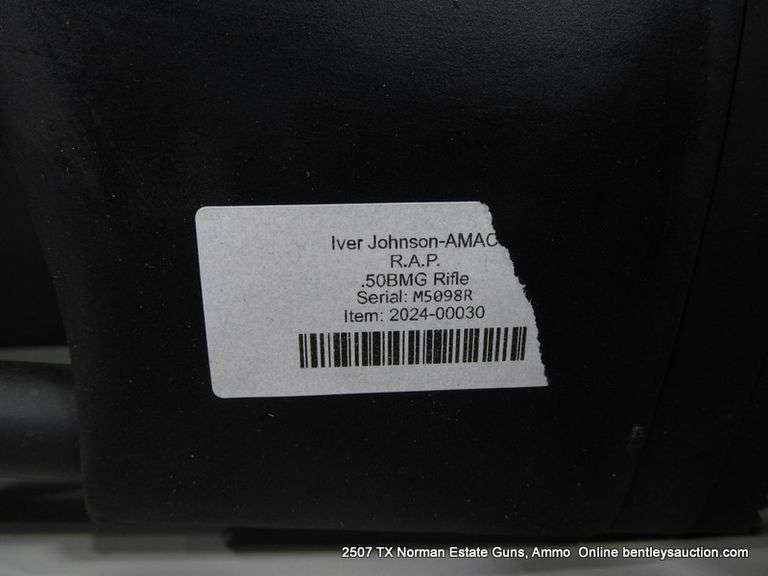 Iver Johnson-AMAC
R.A.P.
.50BMG Rifle
Serial: M5098R
Item: 2024-00030
2507 TX Norman Estate Guns, Ammo Online bentleysauction.com